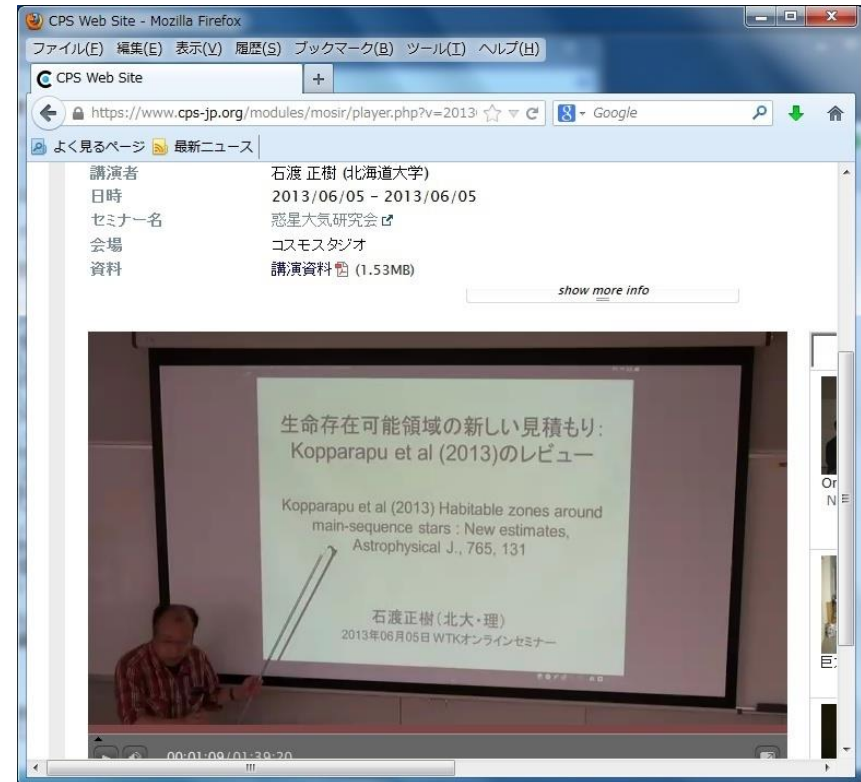 CPS Web Site - Mozilla Firefox
ファイル(F) 編集(E) 表示(V) 履歴(S) ブックマーク(B) ツール(T) ヘルプ(H)
CPS Web Site
https://www.cps-jp.org/modules/mosir/player.php?v=2013
Google
よく見るページ 最新ニュース
講演者 石渡 正樹 (北海道大学)
日時 2013/06/05 - 2013/06/05
セミナー名 惑星大気研究会
会場 コスモスタジオ
資料 講演資料 (1.53MB)
show more info
生命存在可能領域の新しい見積もり:
Kopparapu et al (2013)のレビュー
Kopparapu et al (2013) Habitable zones around
main-sequence stars : New estimates,
Astrophysical J., 765, 131
石渡正樹(北大・理)
2013年06月05日 WTKオンラインセミナー
Or
N
巨
00:01:09/01:39:20